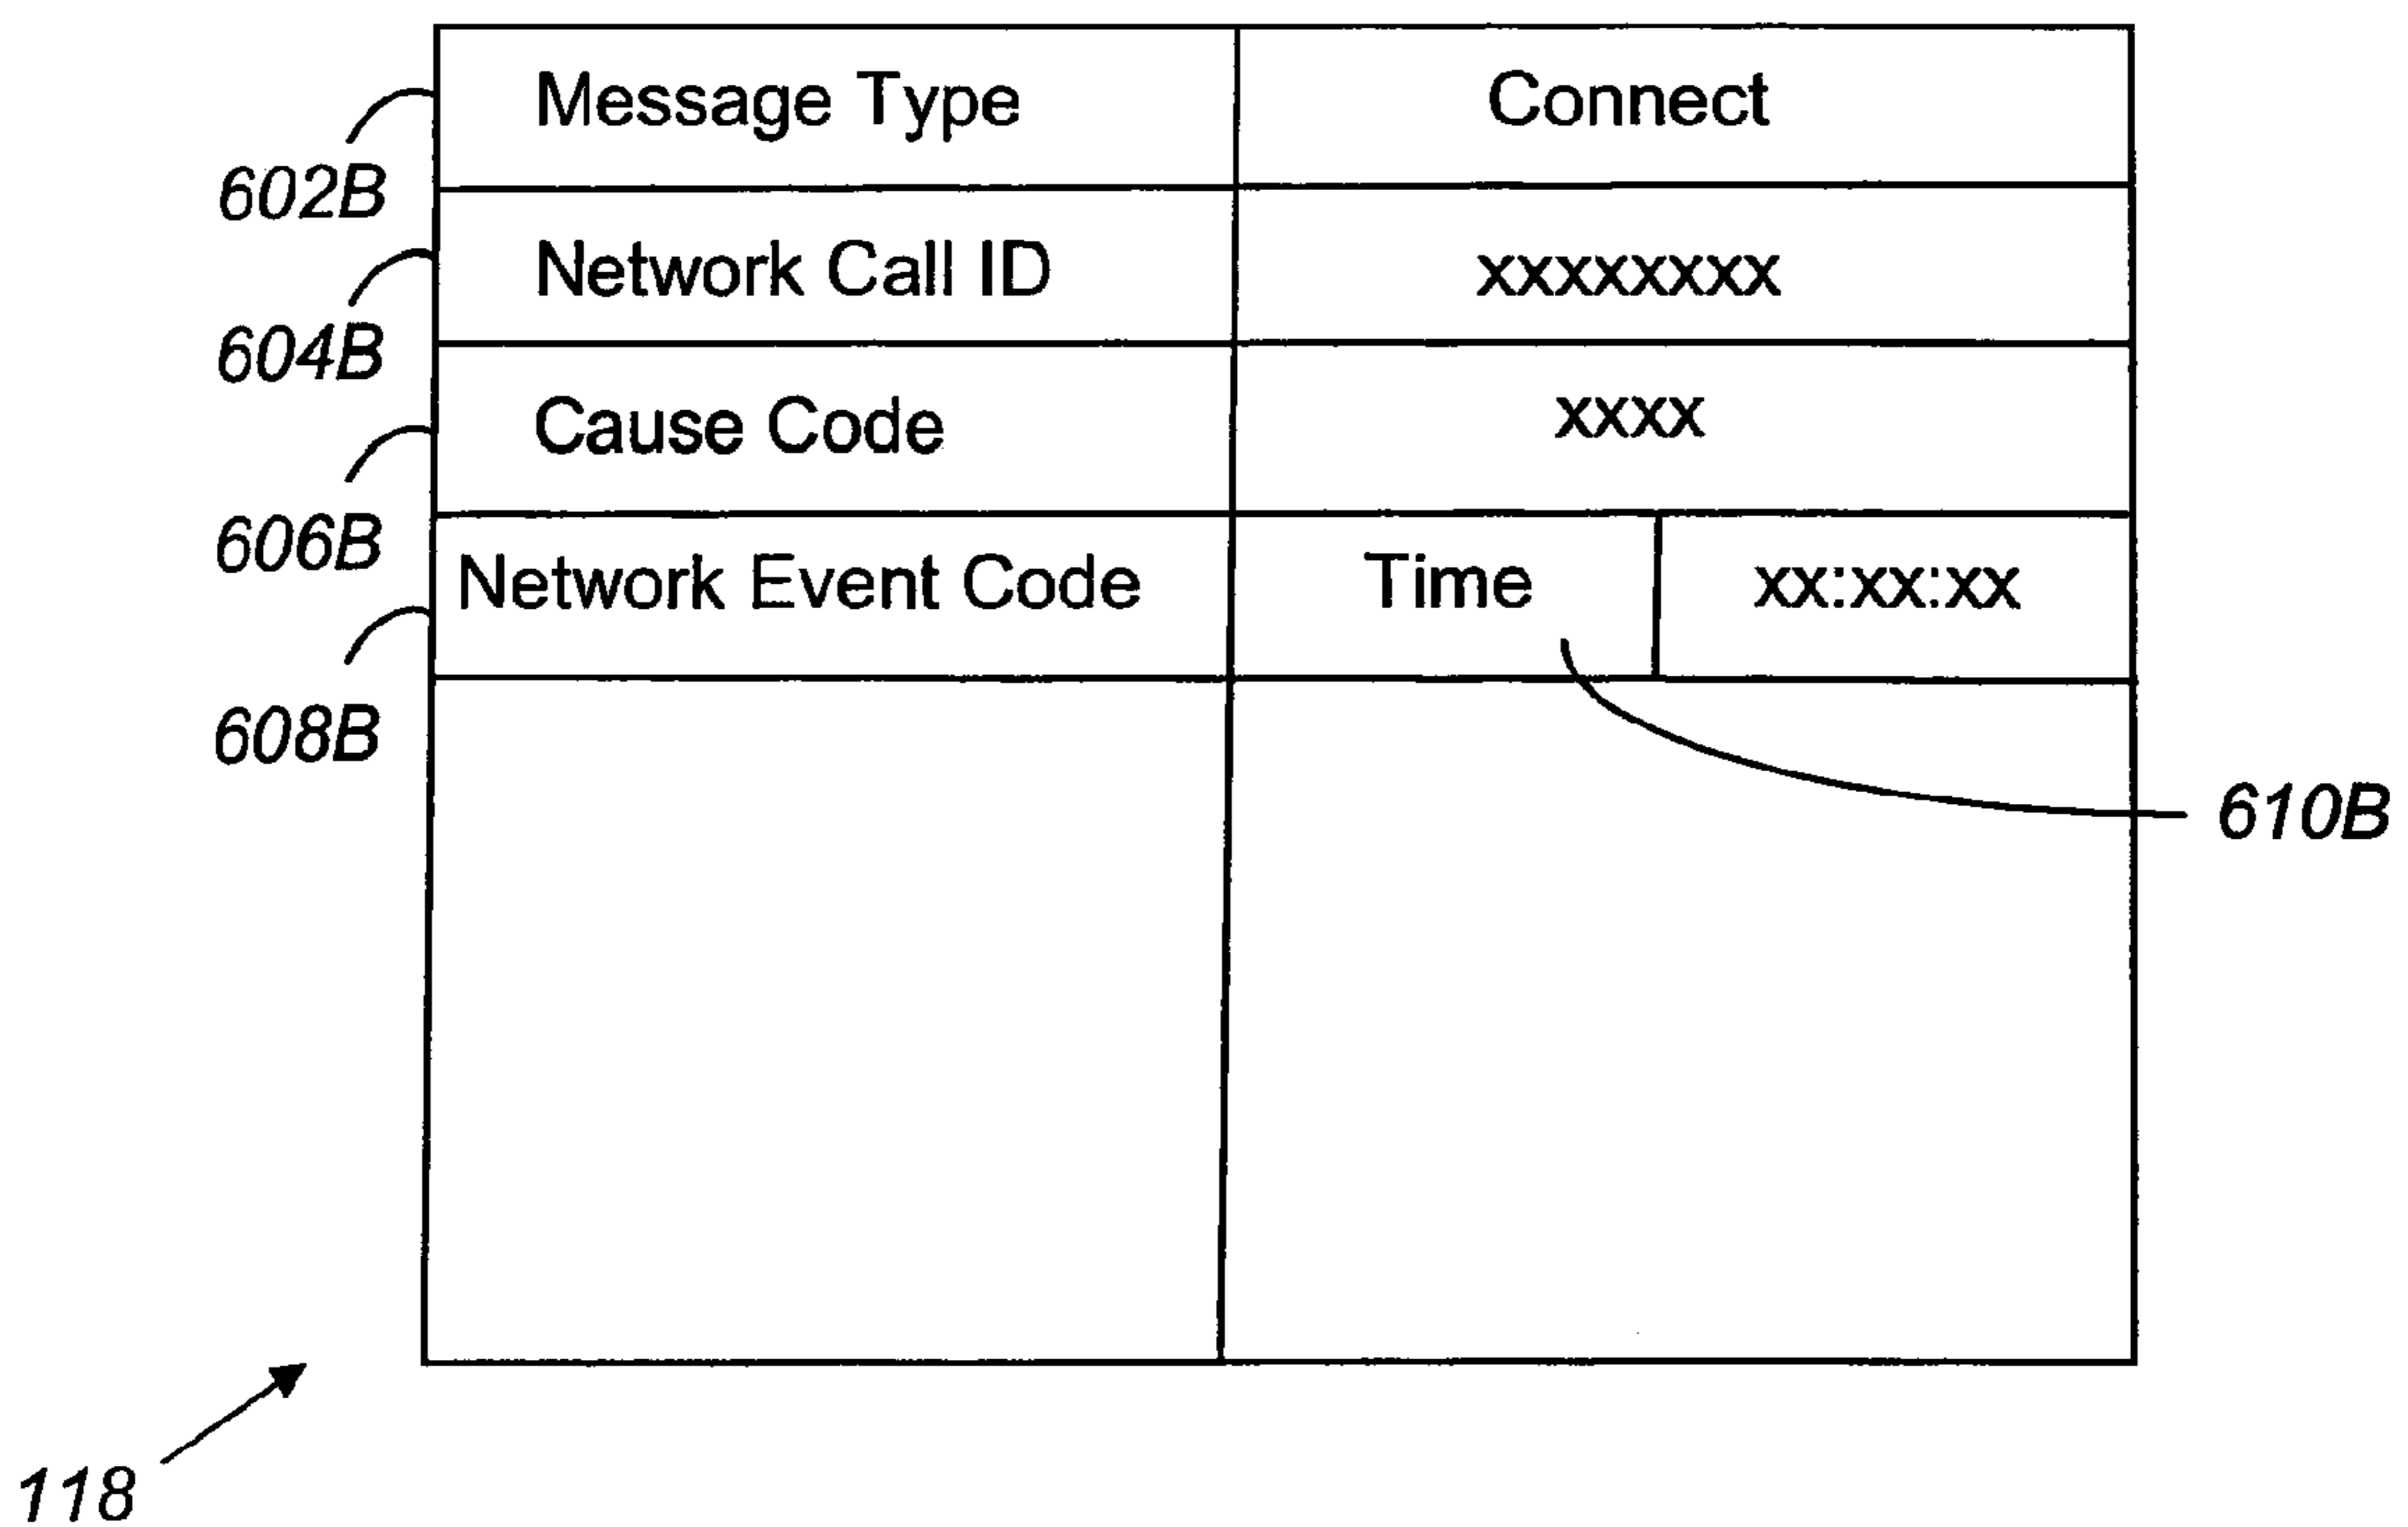 Message Type Connect
602B
Network Call ID xxxxxxxx
604B
Cause Code xxxx
606B
Network Event Code Time xx:xx:xx
608B
610B
118